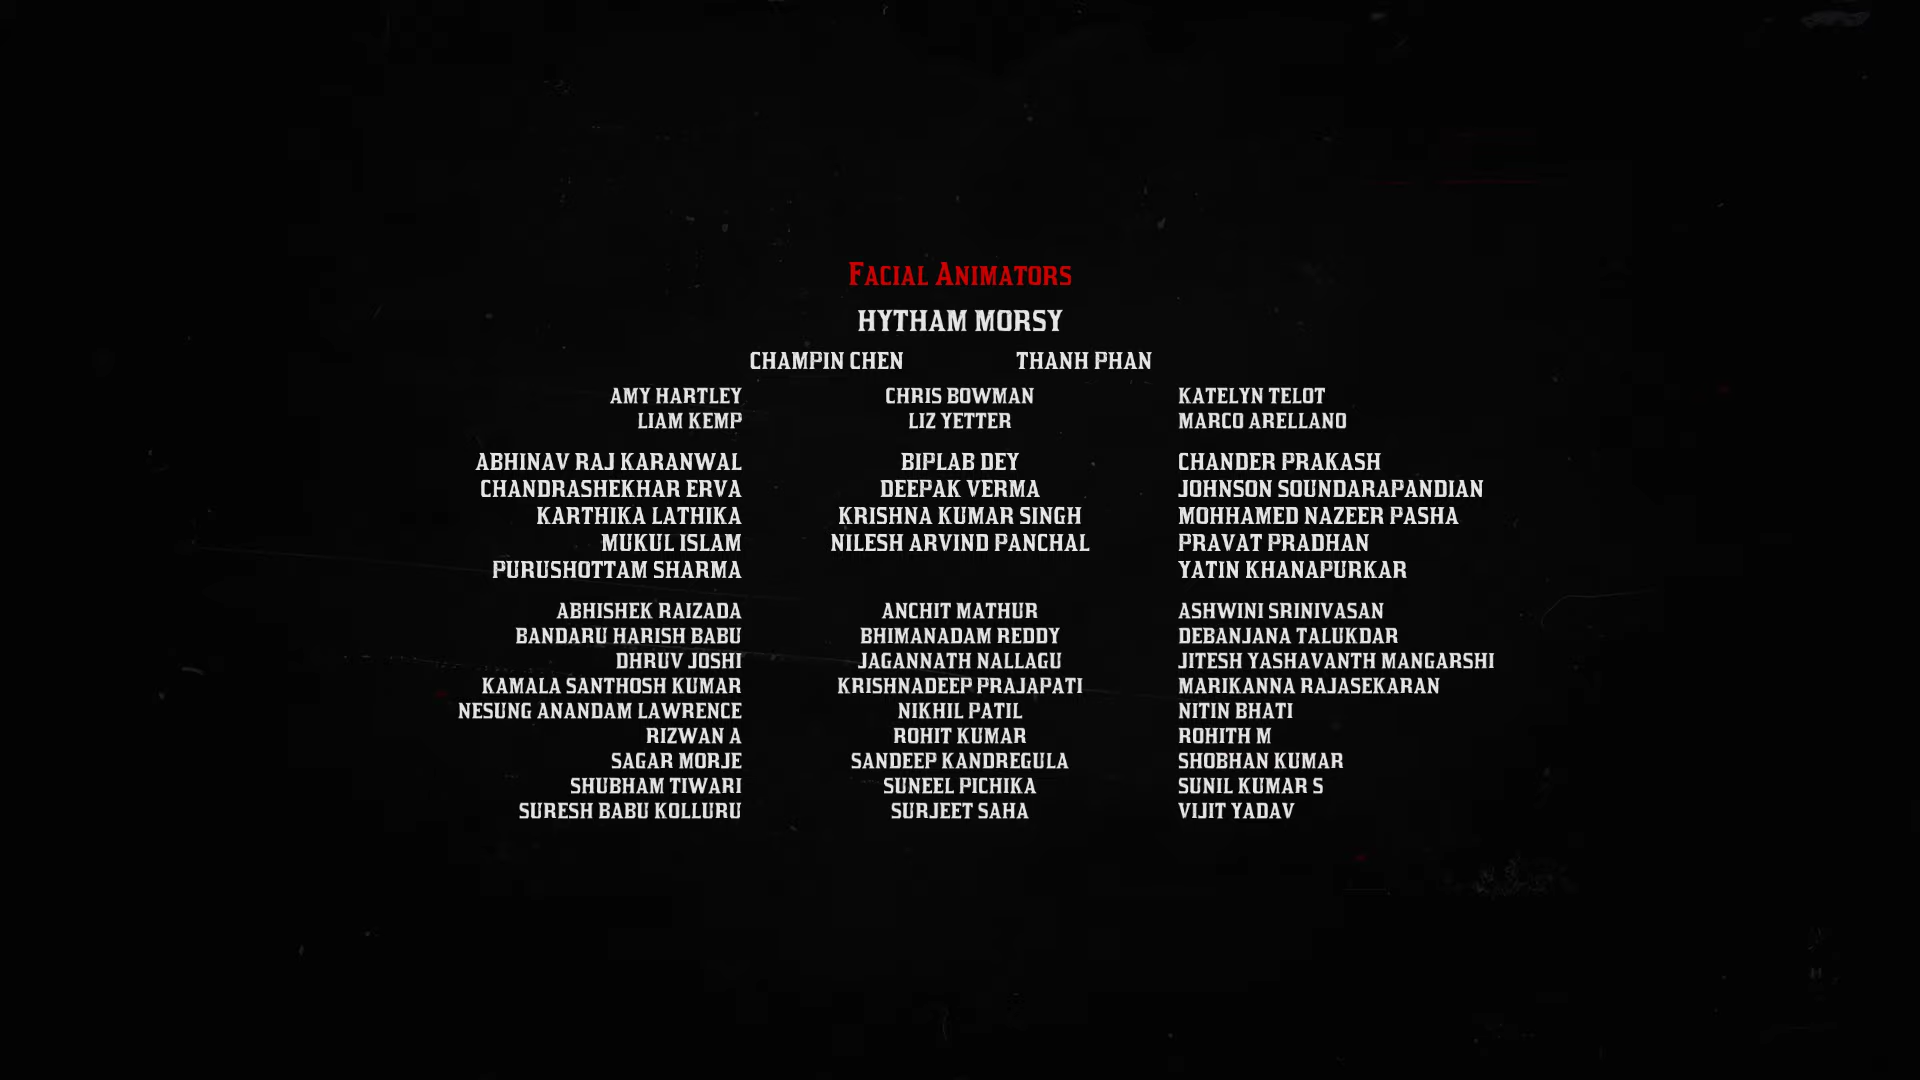 Facial Animators
HYTHAM MORSY
CHAMPIN CHEN THANH PHAN
AMY HARTLEY CHRIS BOWMAN KATELYN TELOT
LIAM KEMP LIZ YETTER MARCO ARELLANO
ABHINAV RAJ KARANWAL BIPLAB DEY CHANDER PRAKASH
CHANDRASHEKHAR ERVA DEEPAK VERMA JOHNSON SOUNDARAPANDIAN
KARTHIKA LATHIKA KRISHNA KUMAR SINGH MOHHAMED NAZEER PASHA
MUKUL ISLAM NILESH ARVIND PANCHAL PRAVAT PRADHAN
PURUSHOTTAM SHARMA YATIN KHANAPURKAR
ABHISHEK RAIZADA ANCHIT MATHUR ASHWINI SRINIVASAN
BANDARU HARISH BABU BHIMANADAM REDDY DEBANJANA TALUKDAR
DHRUV JOSHI JAGANNATH NALLAGU JITESH YASHAVANTH MANGARSHI
KAMALA SANTHOSH KUMAR KRISHNADEEP PRAJAPATI MARIKANNA RAJASEKARAN
NESUNG ANANDAM LAWRENCE NIKHIL PATIL NITIN BHATI
RIZWAN A ROHIT KUMAR ROHITH M
SAGAR MORJE SANDEEP KANDREGULA SHOBHAN KUMAR
SHUBHAM TIWARI SUNEEL PICHIKA SUNIL KUMAR S
SURESH BABU KOLLURU SURJEET SAHA VIJIT YADAV